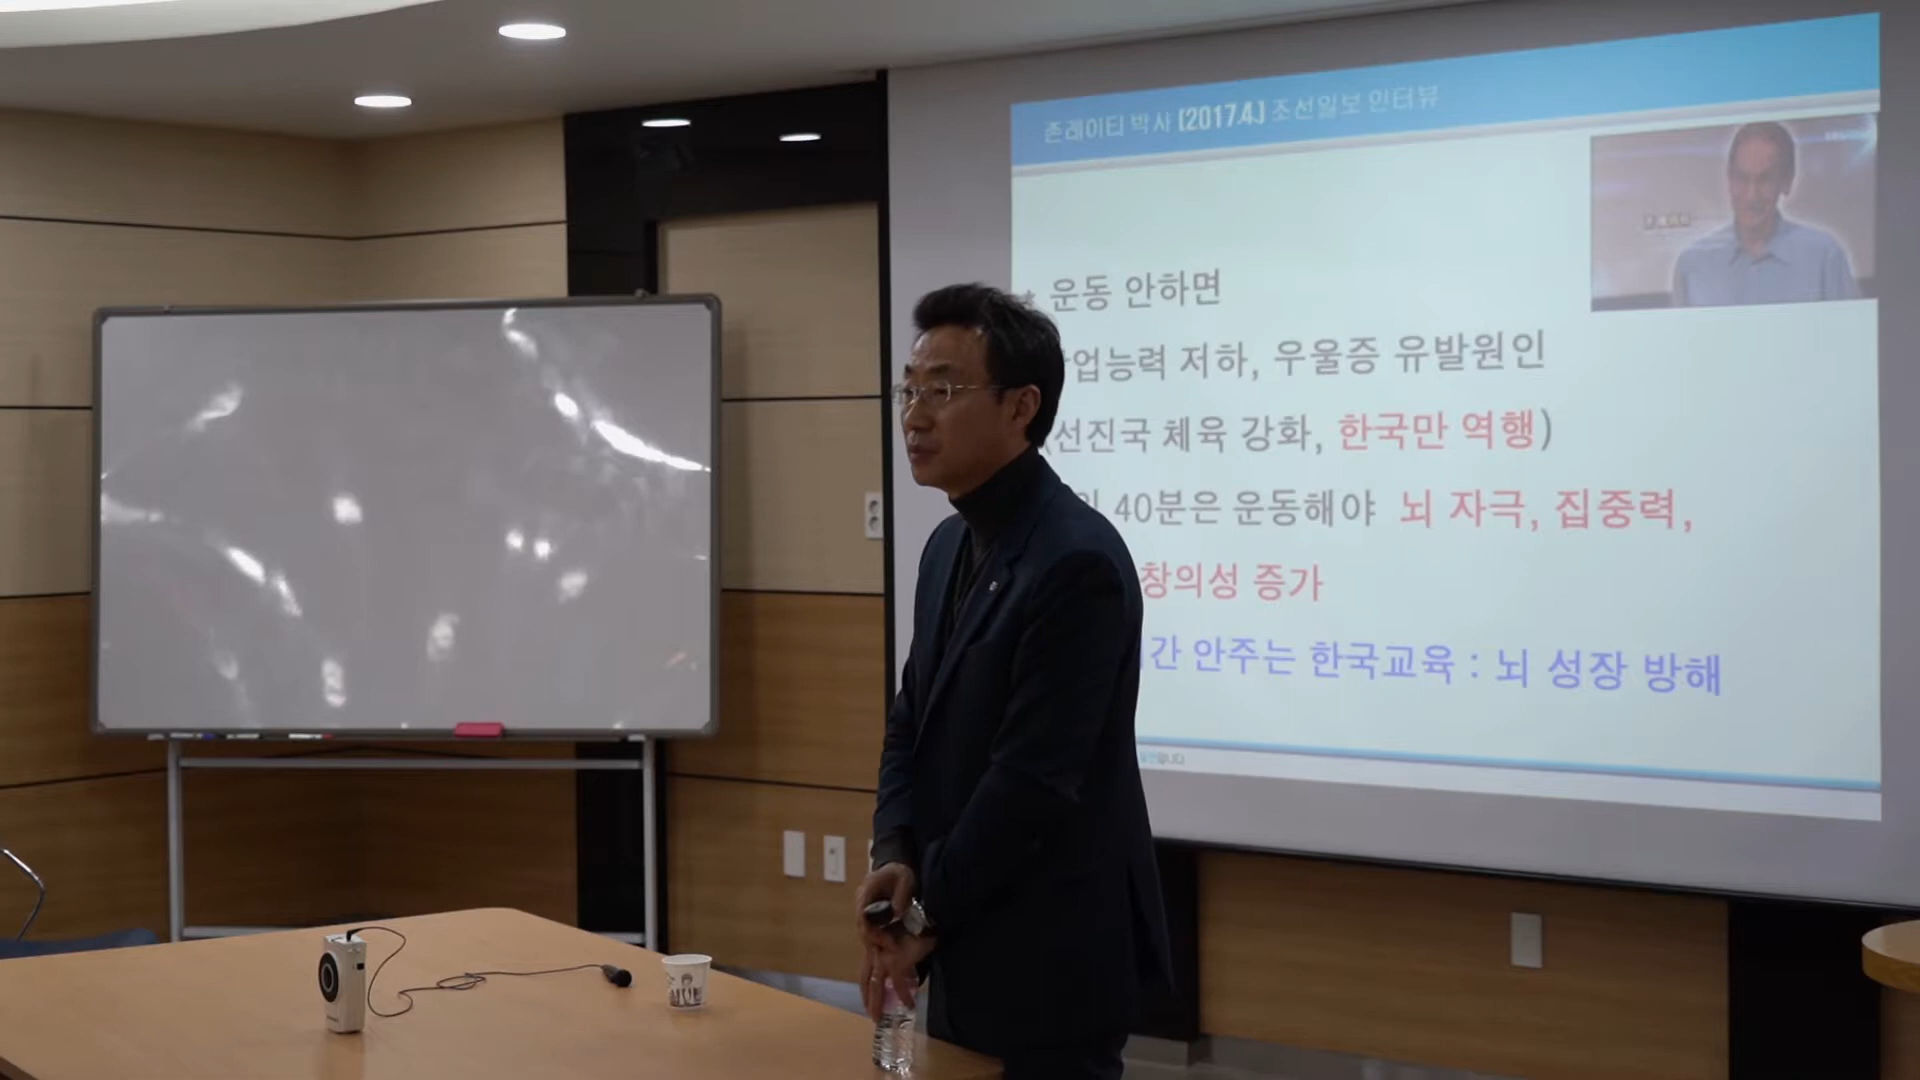 존레이티 박사 [2017.4.] 조선일보 인터뷰
운동 안하면
업능력 저하, 우울증 유발원인
(선진국 체육 강화, 한국만 역행)
40분은 운동해야 뇌 자극, 집중력,
창의성 증가
간 안주는 한국교육 : 뇌 성장 방해